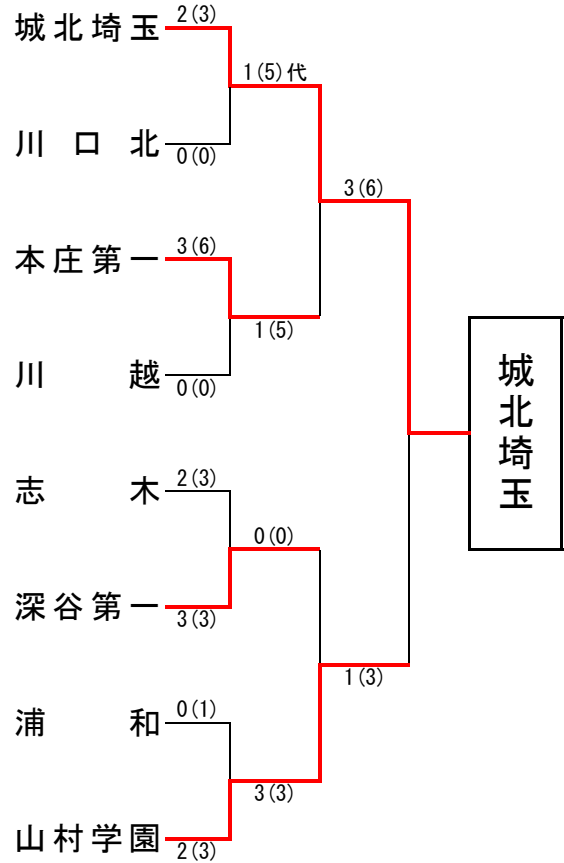 城北埼玉
2(3)
1(5)代
川口北
0(0)
3(6)
本庄第一
3(6)
1(5)
川越
0(0)
城北埼玉
志木
2(3)
0(0)
深谷第一
3(3)
1(3)
浦和
0(1)
3(3)
山村学園
2(3)